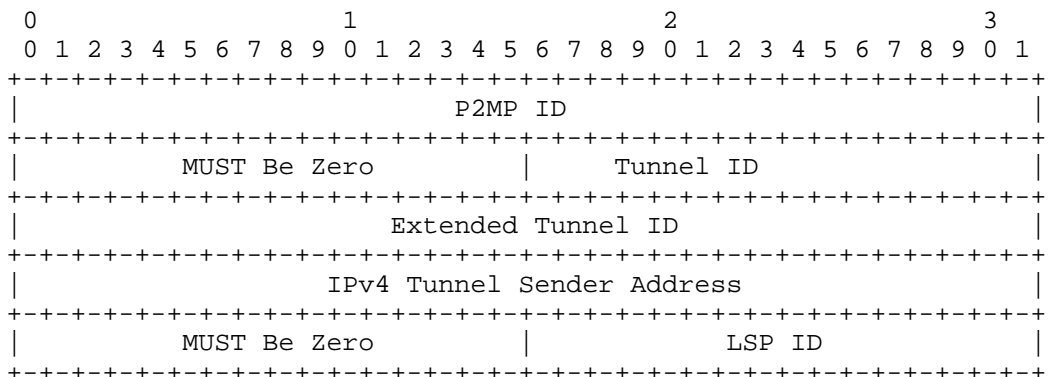 0                   1                   2                   3
 0 1 2 3 4 5 6 7 8 9 0 1 2 3 4 5 6 7 8 9 0 1 2 3 4 5 6 7 8 9 0 1
+-+-+-+-+-+-+-+-+-+-+-+-+-+-+-+-+-+-+-+-+-+-+-+-+-+-+-+-+-+-+-+-+
|                           P2MP ID                             |
+-+-+-+-+-+-+-+-+-+-+-+-+-+-+-+-+-+-+-+-+-+-+-+-+-+-+-+-+-+-+-+-+
|          MUST Be Zero         |     Tunnel ID                 |
+-+-+-+-+-+-+-+-+-+-+-+-+-+-+-+-+-+-+-+-+-+-+-+-+-+-+-+-+-+-+-+-+
|                       Extended Tunnel ID                      |
+-+-+-+-+-+-+-+-+-+-+-+-+-+-+-+-+-+-+-+-+-+-+-+-+-+-+-+-+-+-+-+-+
|                   IPv4 Tunnel Sender Address                  |
+-+-+-+-+-+-+-+-+-+-+-+-+-+-+-+-+-+-+-+-+-+-+-+-+-+-+-+-+-+-+-+-+
|          MUST Be Zero         |            LSP ID             |
+-+-+-+-+-+-+-+-+-+-+-+-+-+-+-+-+-+-+-+-+-+-+-+-+-+-+-+-+-+-+-+-+